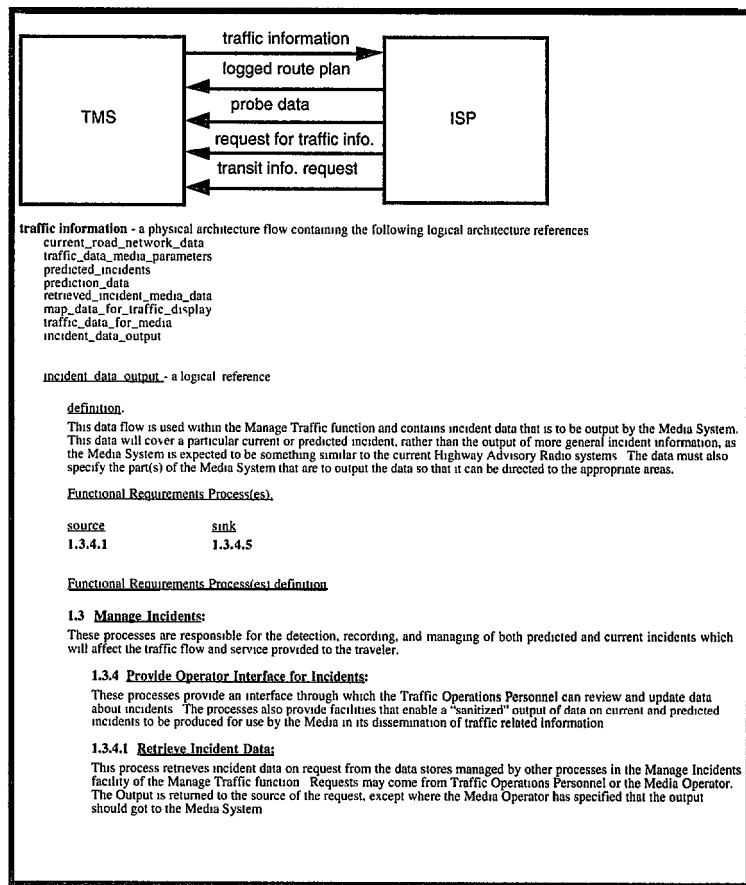 traffic information
logged route plan
TMS
probe data
ISP
request for traffic info.
transit info. request
traffic information - a physical architecture flow containing the following logical architecture references
current_road_network_data
traffic_data_media_parameters
predicted_incidents
prediction_data
retrieved_incident_media_data
map_data_for_traffic_display
traffic_data_for_media
incident_data_output
incident data output - a logical reference
definition.
This data flow is used within the Manage Traffic function and contains incident data that is to be output by the Media System.
This data will cover a particular current or predicted incident, rather than the output of more general incident information, as
the Media System is expected to be something similar to the current Highway Advisory Radio systems The data must also
specify the part(s) of the Media System that are to output the data so that it can be directed to the appropriate areas.
Functional Requirements Process(es).
source sink
1.3.4.1 1.3.4.5
Functional Requirements Process(es) definition
1.3 Manage Incidents:
These processes are responsible for the detection, recording, and managing of both predicted and current incidents which
will affect the traffic flow and service provided to the traveler.
1.3.4 Provide Operator Interface for Incidents:
These processes provide an interface through which the Traffic Operations Personnel can review and update data
about incidents The processes also provide facilities that enable a "sanitized" output of data on current and predicted
incidents to be produced for use by the Media in its dissemination of traffic related information
1.3.4.1 Retrieve Incident Data:
This process retrieves incident data on request from the data stores managed by other processes in the Manage Incidents
facility of the Manage Traffic function Requests may come from Traffic Operations Personnel or the Media Operator.
The Output is returned to the source of the request, except where the Media Operator has specified that the output
should got to the Media System